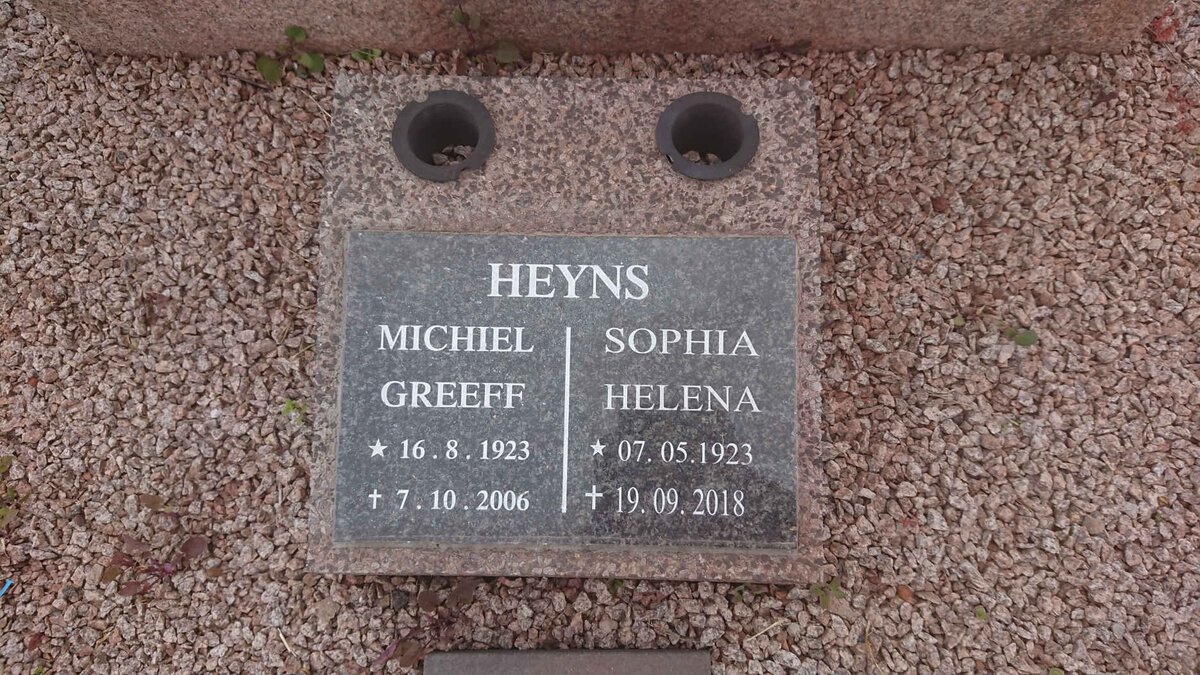 HEYNS
MICHIEL
GREEFF
★ 16.8.1923
† 7.10.2006
SOPHIA
HELENA
★ 07.05.1923
✝ 19.09.2018